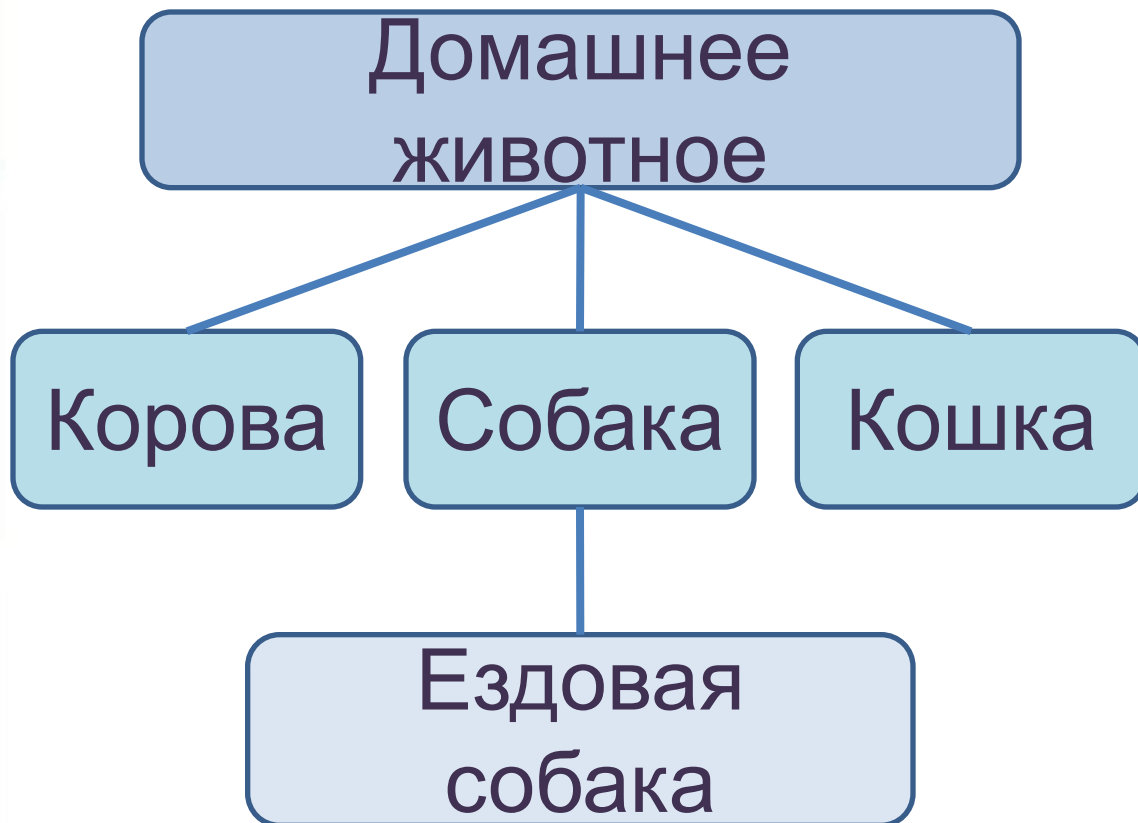 Домашнее
животное
Корова
Собака
Кошка
Ездовая
собака